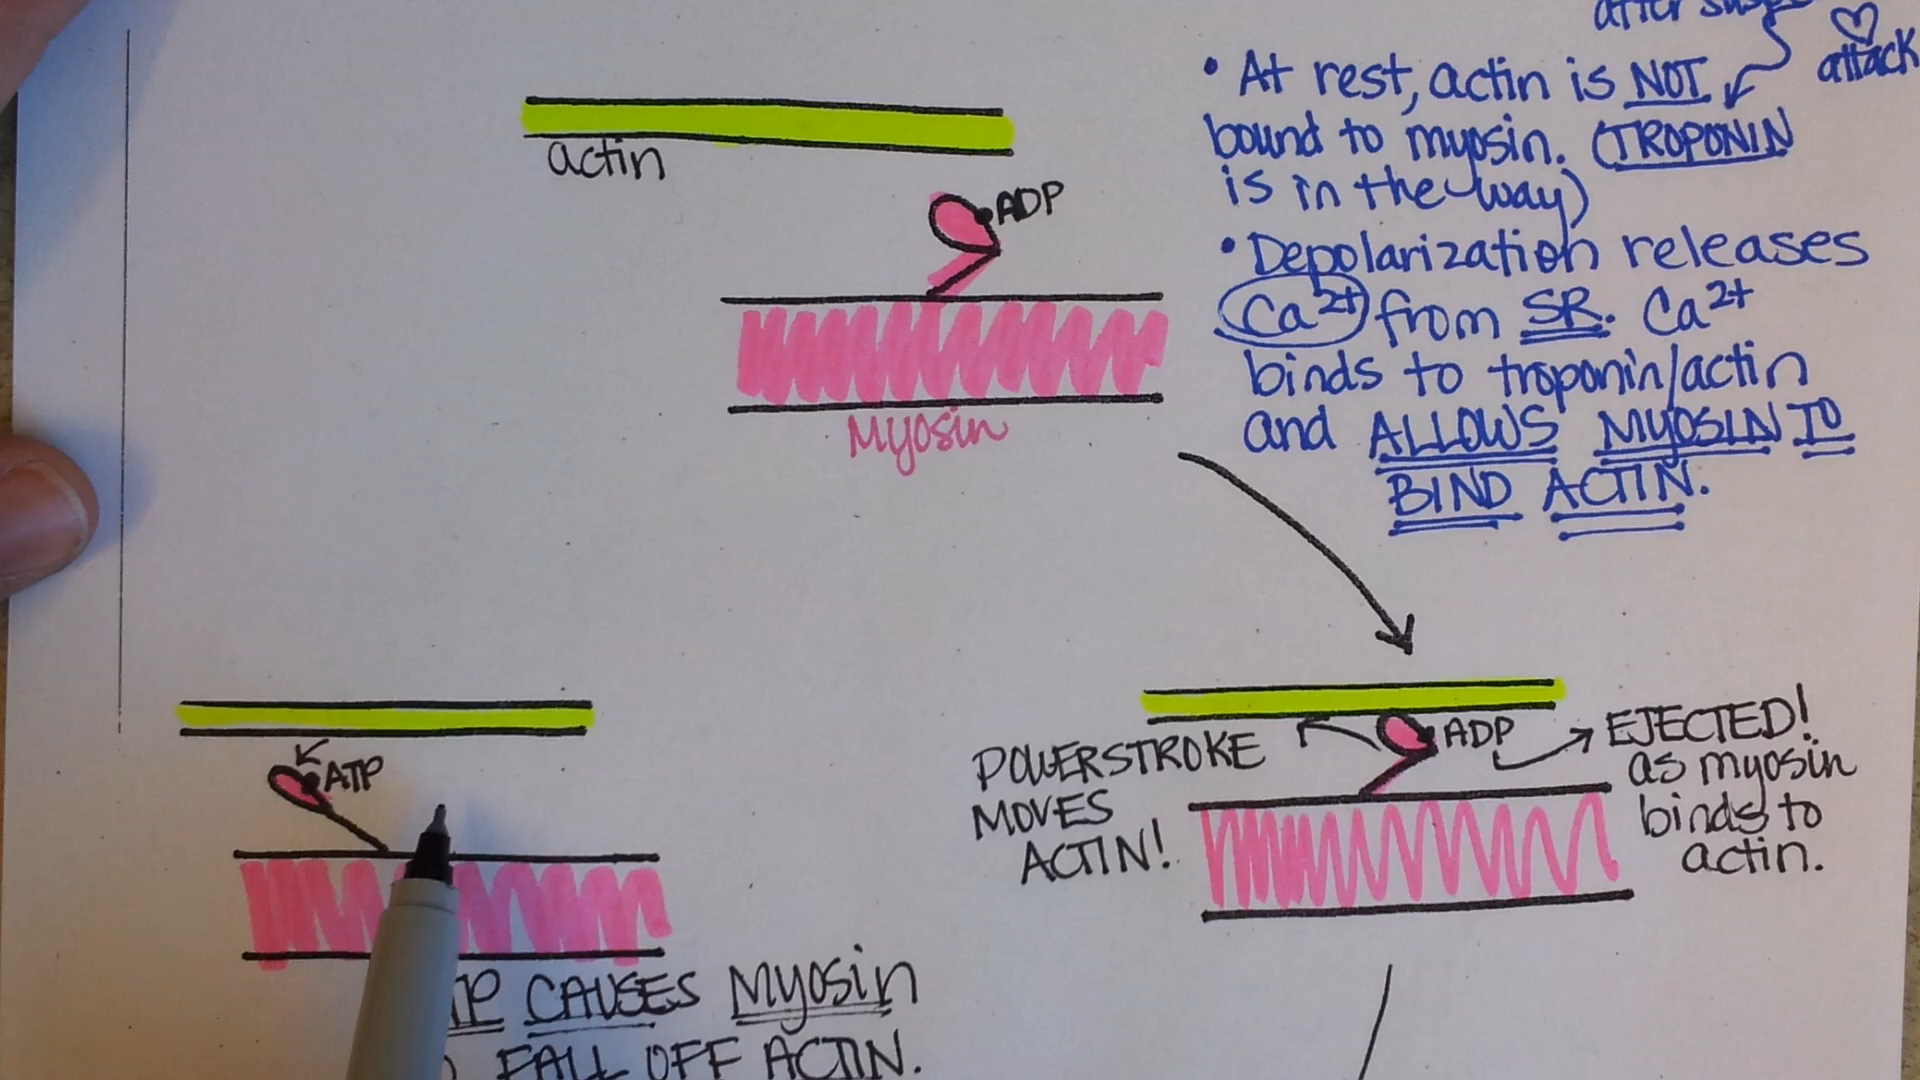 after susp
♡
attack
• At rest, actin is NOT
bound to myosin. (TROPONIN
is in the way)
• Depolarization releases
Ca²⁺ from SR. Ca²⁺
binds to troponin/actin
and ALLOWS MYOSIN TO
BIND ACTIN.
actin
ADP
Myosin
POWERSTROKE
MOVES
ACTIN!
ADP
EJECTED!
as myosin
binds to
actin.
ATP
CAUSES Myosin
FALL OFF ACTIN.